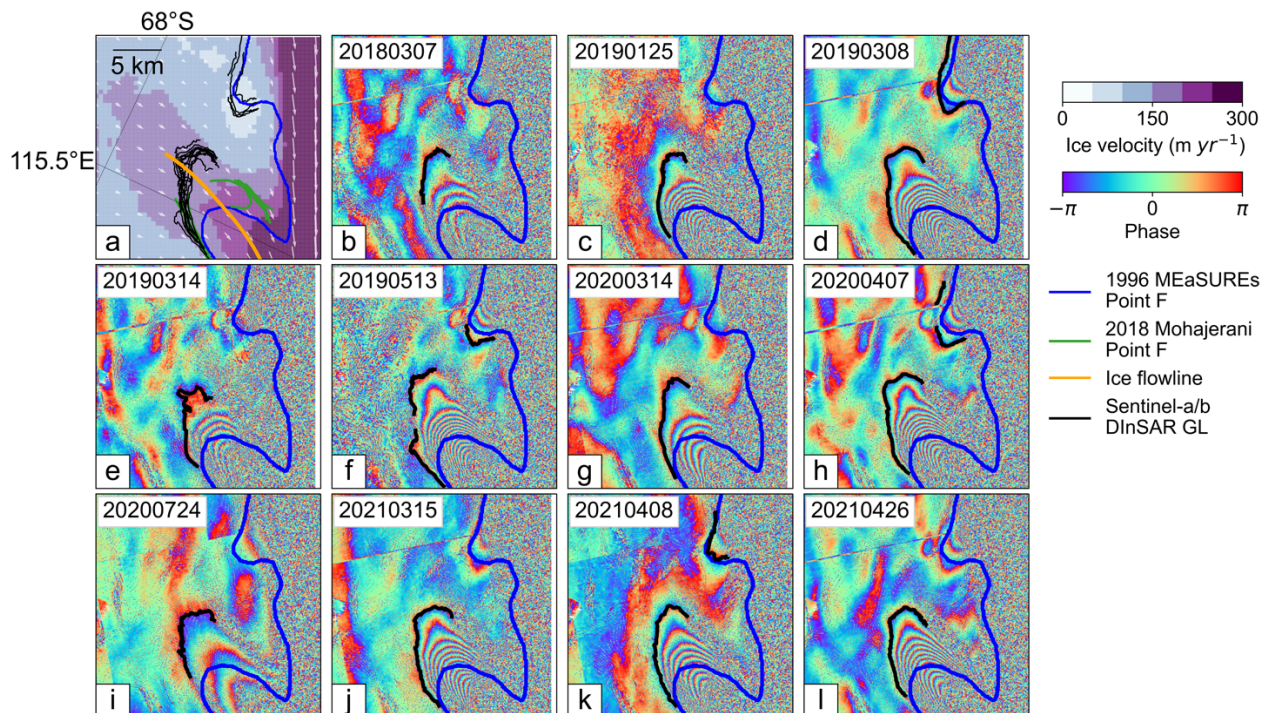 68°S
5 km
115.5°E
a
20180307
b
20190125
c
20190308
d
0 150 300
Ice velocity (m yr⁻¹)
−π 0 π
Phase
20190314
e
20190513
f
20200314
g
20200407
h
1996 MEaSUREs
Point F
2018 Mohajerani
Point F
Ice flowline
Sentinel-a/b
DInSAR GL
20200724
i
20210315
j
20210408
k
20210426
l